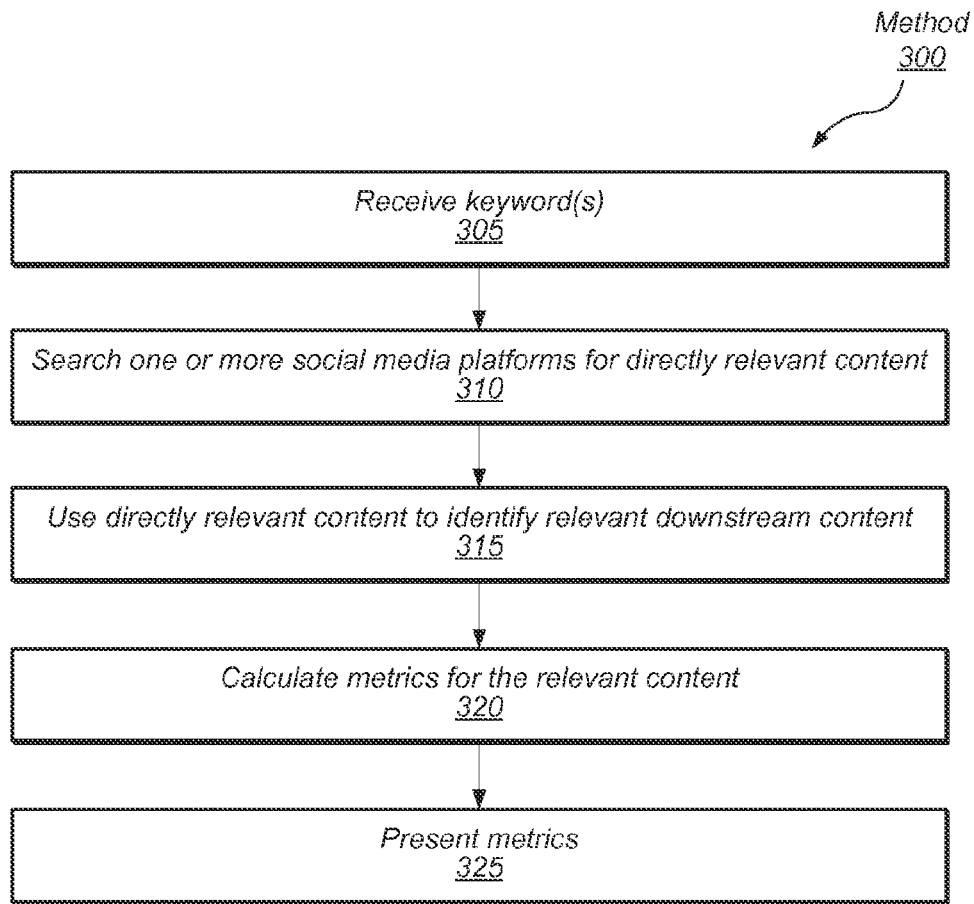 Method
300
Receive keyword(s)
305
Search one or more social media platforms for directly relevant content
310
Use directly relevant content to identify relevant downstream content
315
Calculate metrics for the relevant content
320
Present metrics
325